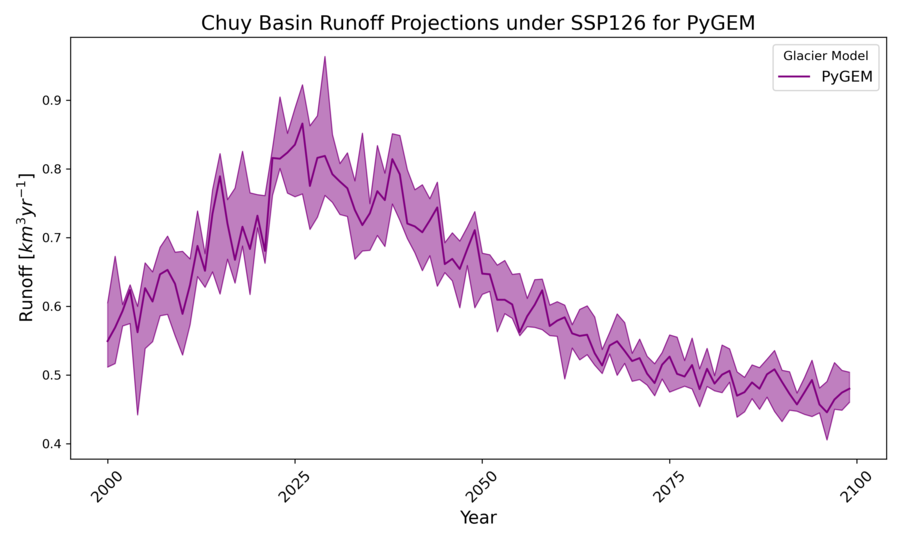 Chuy Basin Runoff Projections under SSP126 for PyGEM
Glacier Model
PyGEM
0.9
0.8
0.7
0.6
0.5
0.4
Runoff [km³yr⁻¹]
2000
2025
2050
2075
2100
Year